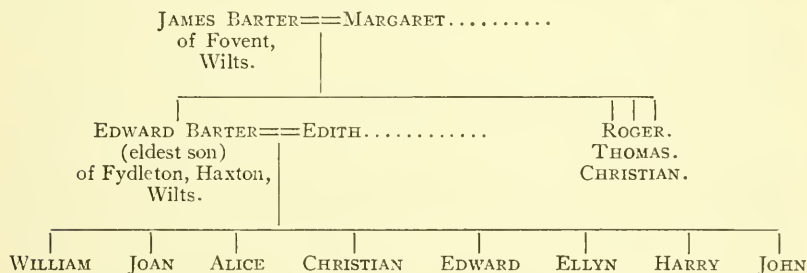 JAMES BARTER==MARGARET..........
of Fovent,
Wilts.
EDWARD BARTER==EDITH............
(eldest son)
of Fydleton, Haxton,
Wilts.
ROGER.
THOMAS.
CHRISTIAN.
WILLIAM JOAN ALICE CHRISTIAN EDWARD ELLYN HARRY JOHN